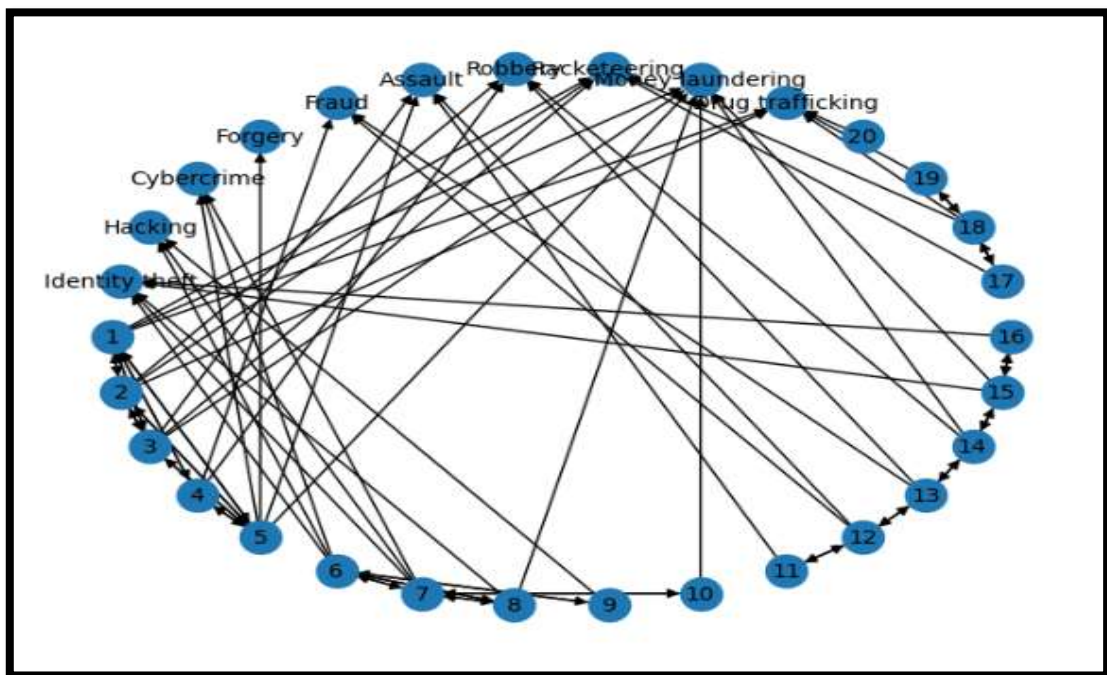 Robbery
Racketeering
Assault
Money laundering
Fraud
Drug trafficking
Forgery
20
Cybercrime
19
Hacking
18
Identity theft
17
1
16
2
15
3
14
4
13
5
12
6
11
7
10
8
9